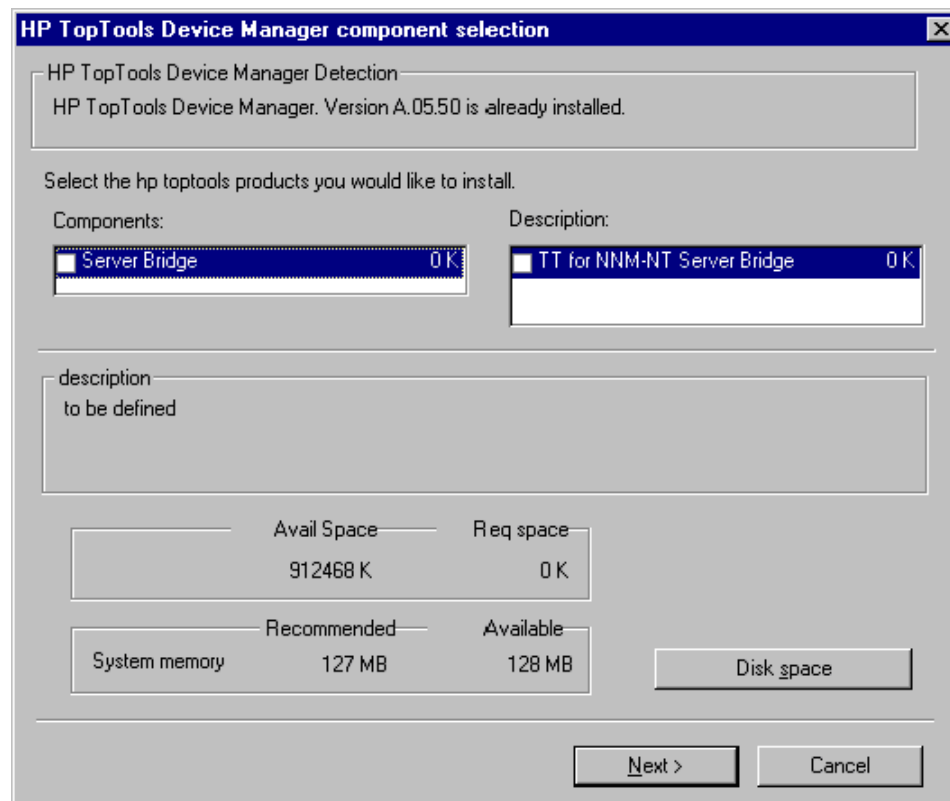 HP TopTools Device Manager component selection
HP TopTools Device Manager Detection
HP TopTools Device Manager. Version A.05.50 is already installed.
Select the hp toptools products you would like to install.
Components:
Description:
Server Bridge 0 K
TT for NNM-NT Server Bridge 0 K
description
to be defined
Avail Space Req space
912468 K 0 K
Recommended Available
System memory 127 MB 128 MB
Disk space
Next > Cancel